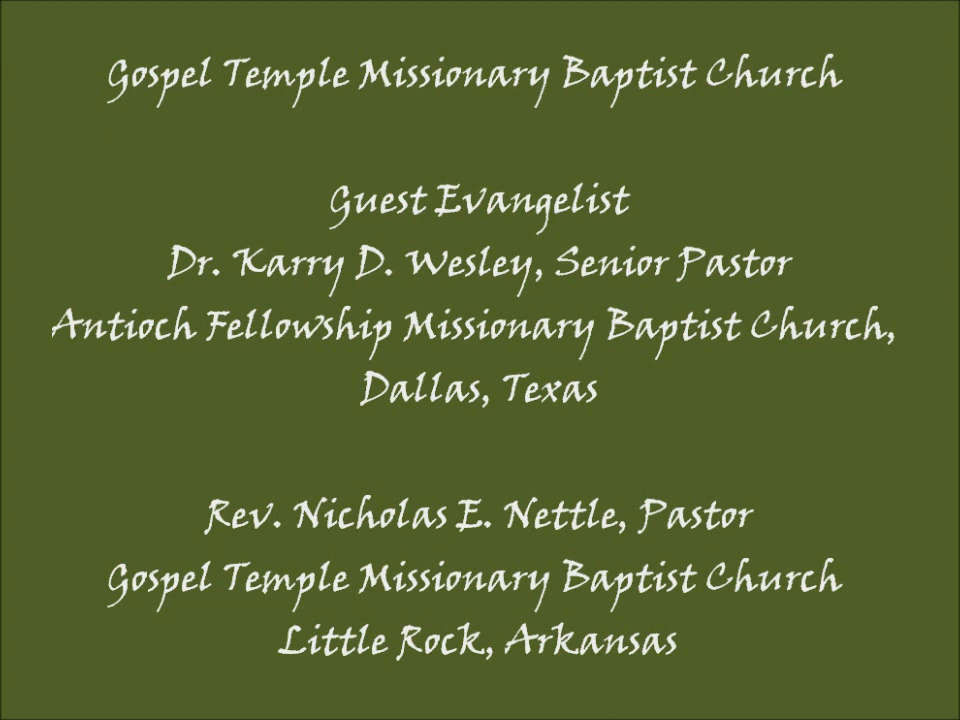 Gospel Temple Missionary Baptist Church
Guest Evangelist
Dr. Karry D. Wesley, Senior Pastor
Antioch Fellowship Missionary Baptist Church,
Dallas, Texas
Rev. Nicholas E. Nettle, Pastor
Gospel Temple Missionary Baptist Church
Little Rock, Arkansas